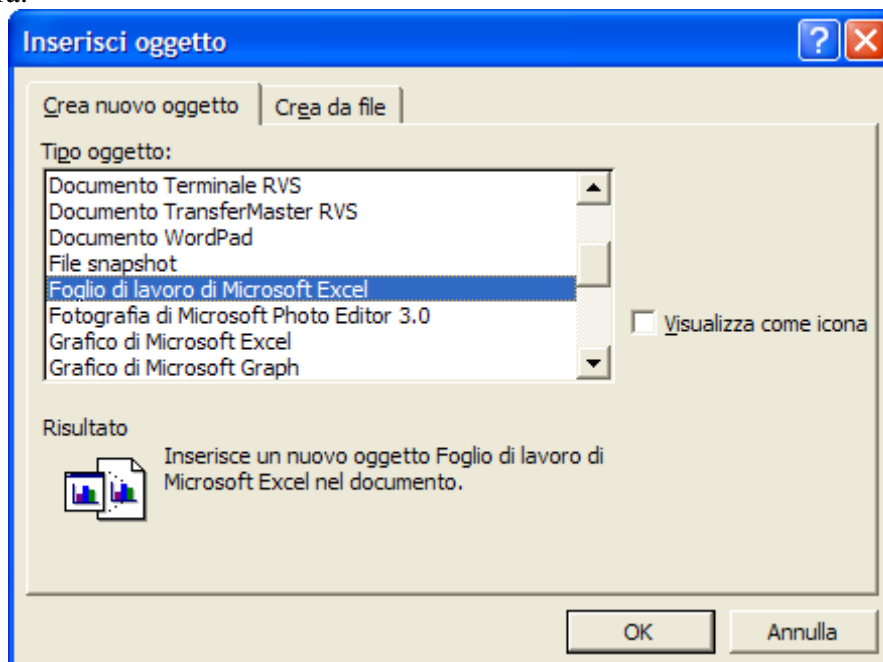 Inserisci oggetto
Crea nuovo oggetto
Crea da file
Tipo oggetto:
Documento Terminale RVS
Documento TransferMaster RVS
Documento WordPad
File snapshot
Foglio di lavoro di Microsoft Excel
Fotografia di Microsoft Photo Editor 3.0
Grafico di Microsoft Excel
Grafico di Microsoft Graph
Visualizza come icona
Risultato
Inserisce un nuovo oggetto Foglio di lavoro di
Microsoft Excel nel documento.
OK
Annulla